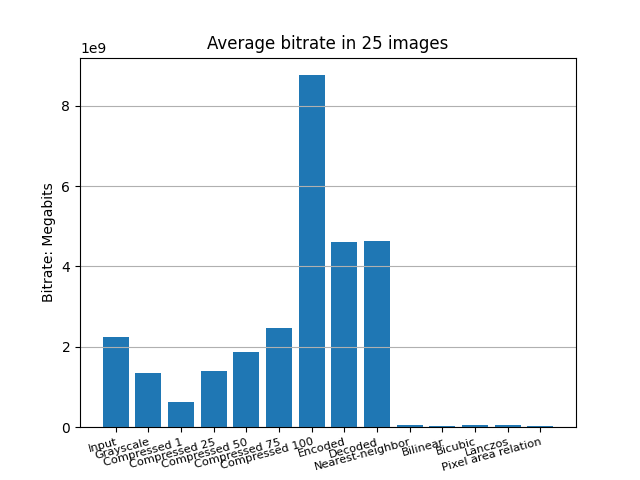 Average bitrate in 25 images
1e9
8
6
4
2
0
Bitrate: Megabits
Input
Grayscale
Compressed 1
Compressed 25
Compressed 50
Compressed 75
Compressed 100
Encoded
Decoded
Nearest-neighbor
Bilinear
Bicubic
Lanczos
Pixel area relation